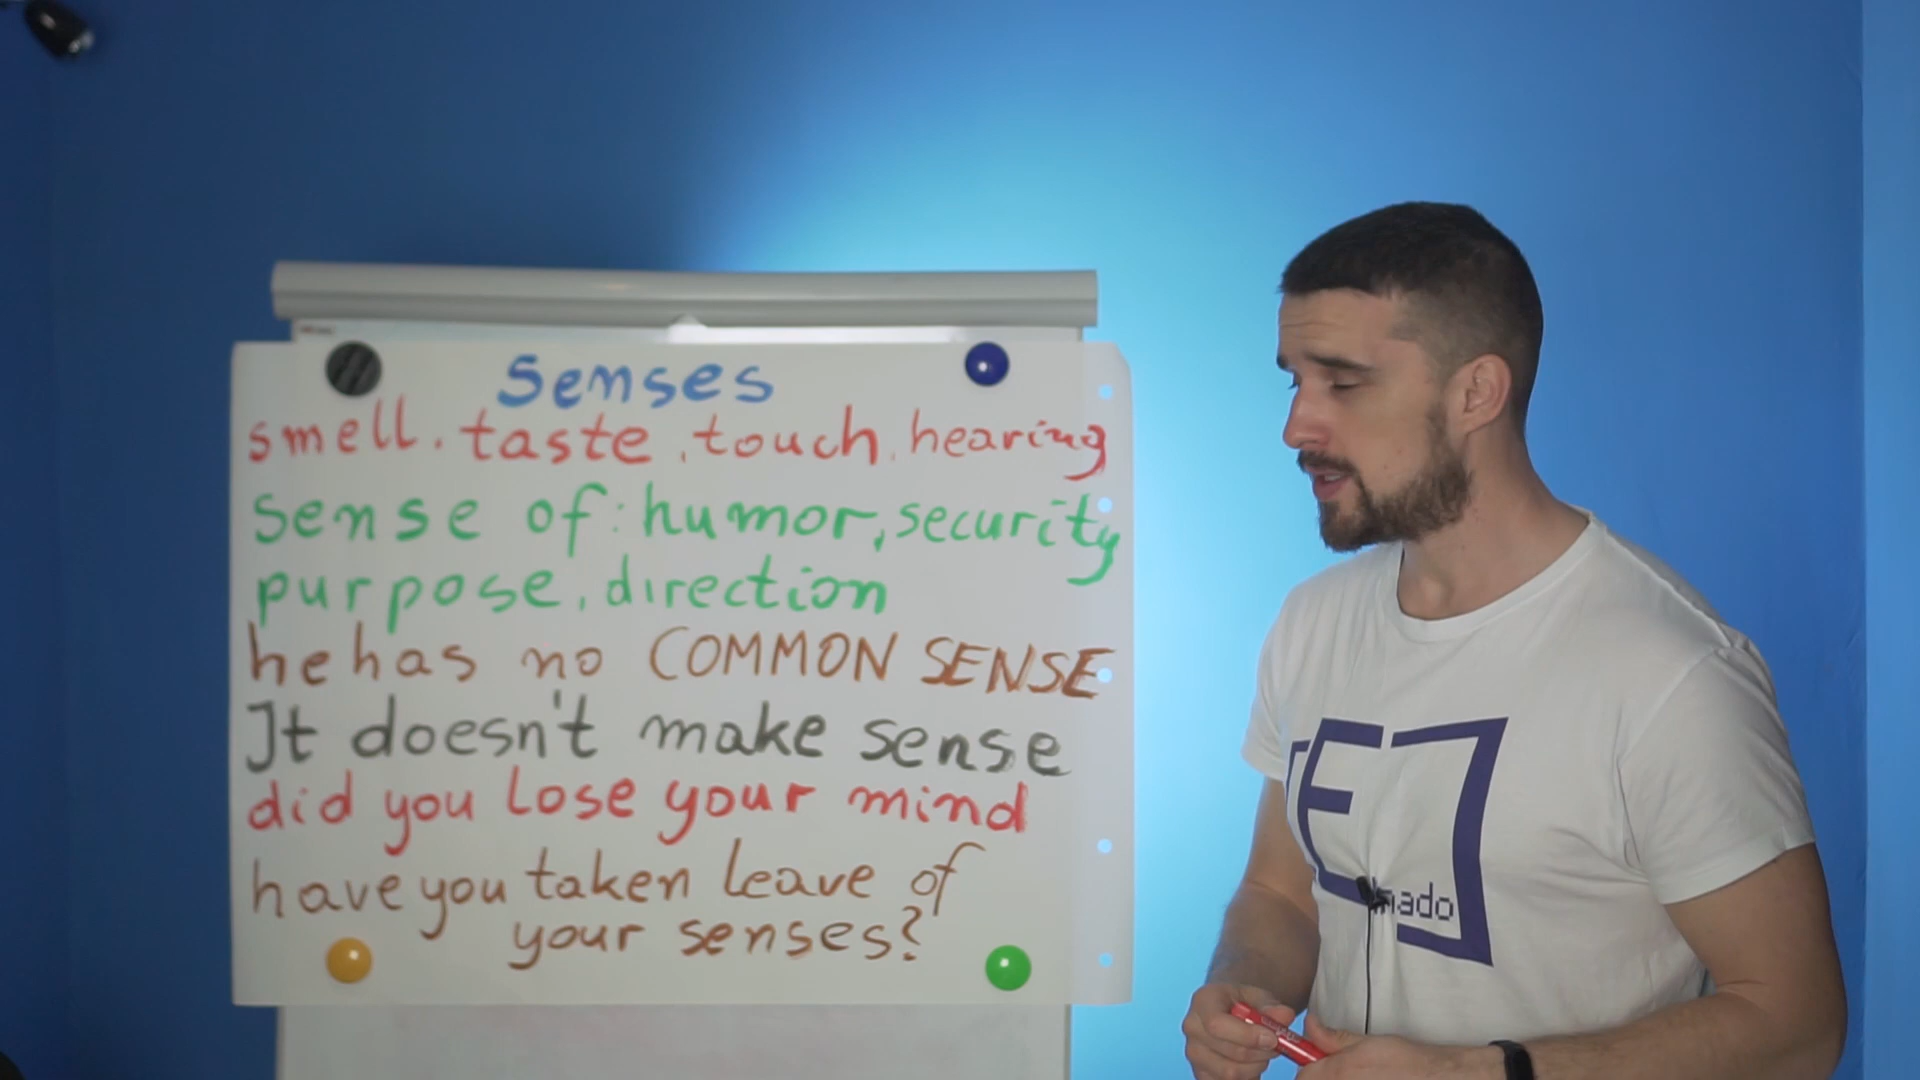 Senses
smell. taste, touch, hearing
sense of: humor, security
purpose, direction
he has no COMMON SENSE
It doesn't make sense
did you lose your mind
have you taken leave of
your senses?
E
mado